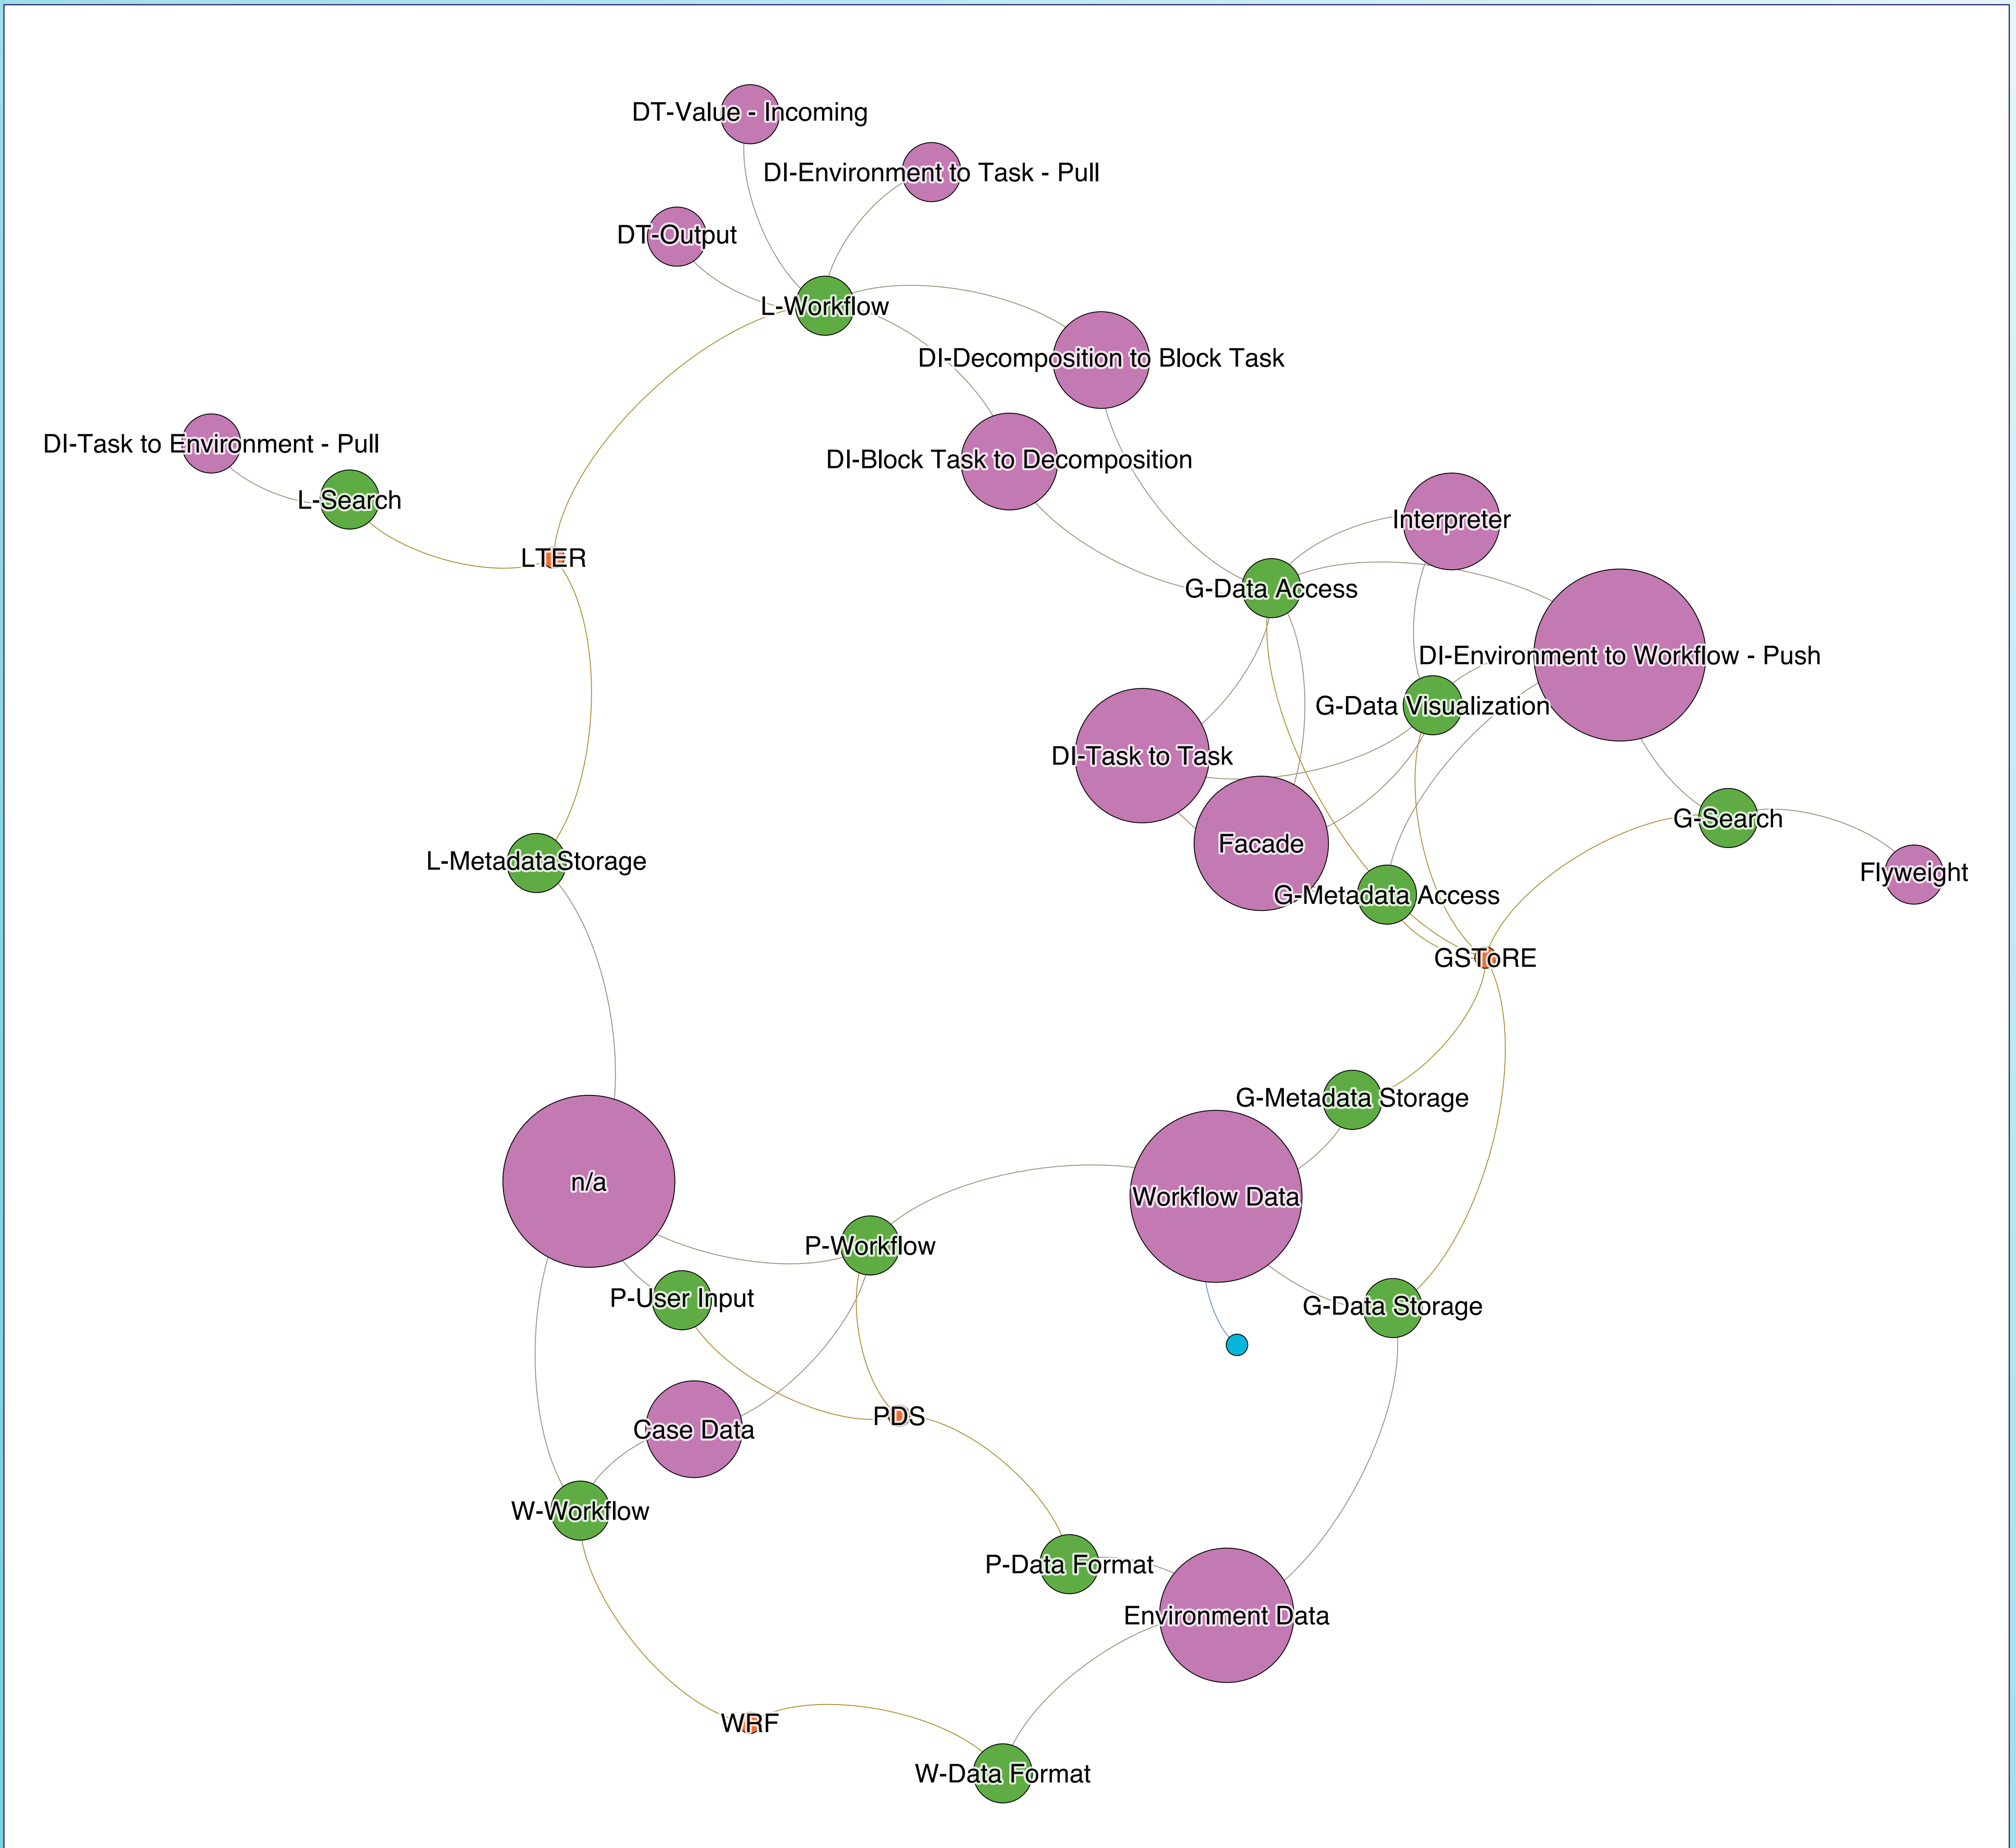 DT-Value - Incoming
DI-Environment to Task - Pull
DT-Output
L-Workflow
DI-Decomposition to Block Task
DI-Task to Environment - Pull
DI-Block Task to Decomposition
L-Search
Interpreter
LTER
G-Data Access
DI-Environment to Workflow - Push
G-Data Visualization
DI-Task to Task
G-Search
Facade
L-MetadataStorage
Flyweight
G-Metadata Access
GSToRE
G-Metadata Storage
n/a
Workflow Data
P-Workflow
P-User Input
G-Data Storage
PDS
Case Data
W-Workflow
P-Data Format
Environment Data
WRF
W-Data Format